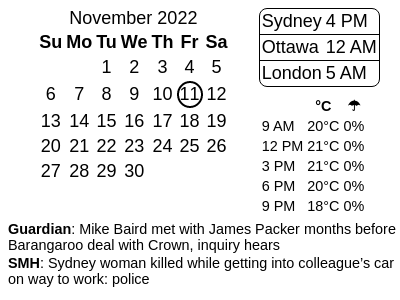 November 2022
Su Mo Tu We Th Fr Sa
1 2 3 4 5
6 7 8 9 10 11 12
13 14 15 16 17 18 19
20 21 22 23 24 25 26
27 28 29 30
Sydney 4 PM
Ottawa 12 AM
London 5 AM
°C ☂
9 AM 20°C 0%
12 PM 21°C 0%
3 PM 21°C 0%
6 PM 20°C 0%
9 PM 18°C 0%
Guardian: Mike Baird met with James Packer months before
Barangaroo deal with Crown, inquiry hears
SMH: Sydney woman killed while getting into colleague’s car
on way to work: police